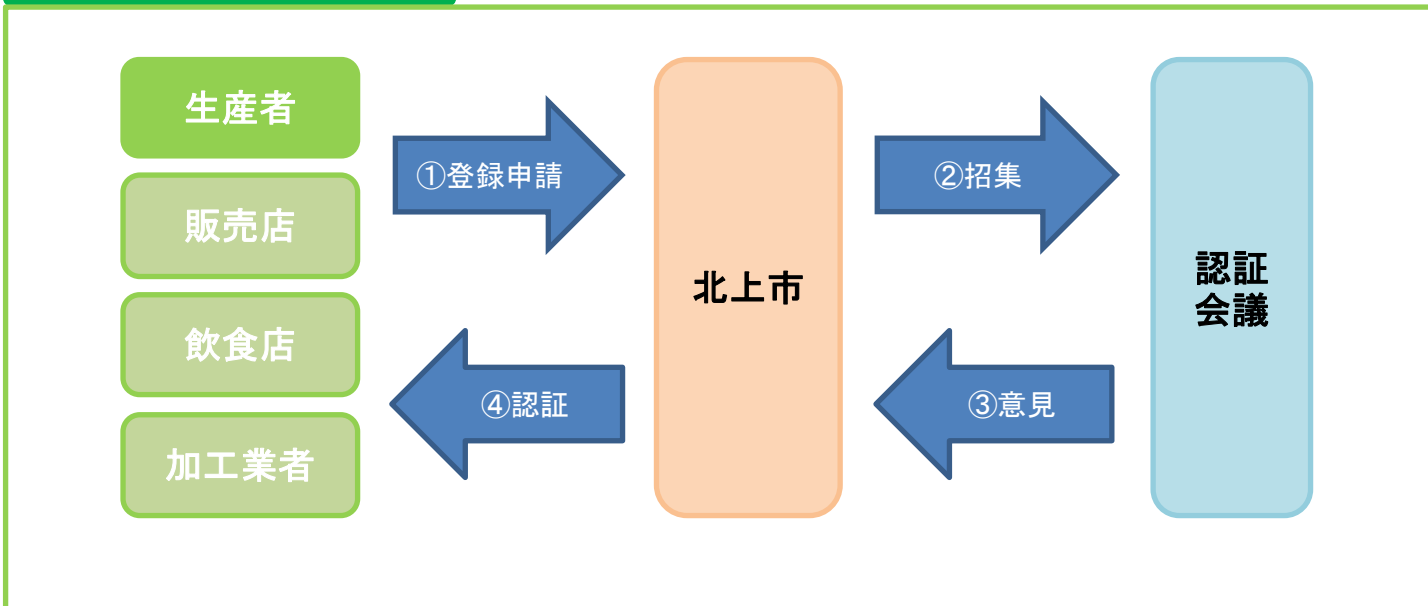 生産者
販売店
飲食店
加工業者
①登録申請
④認証
北上市
②招集
③意見
認証
会議